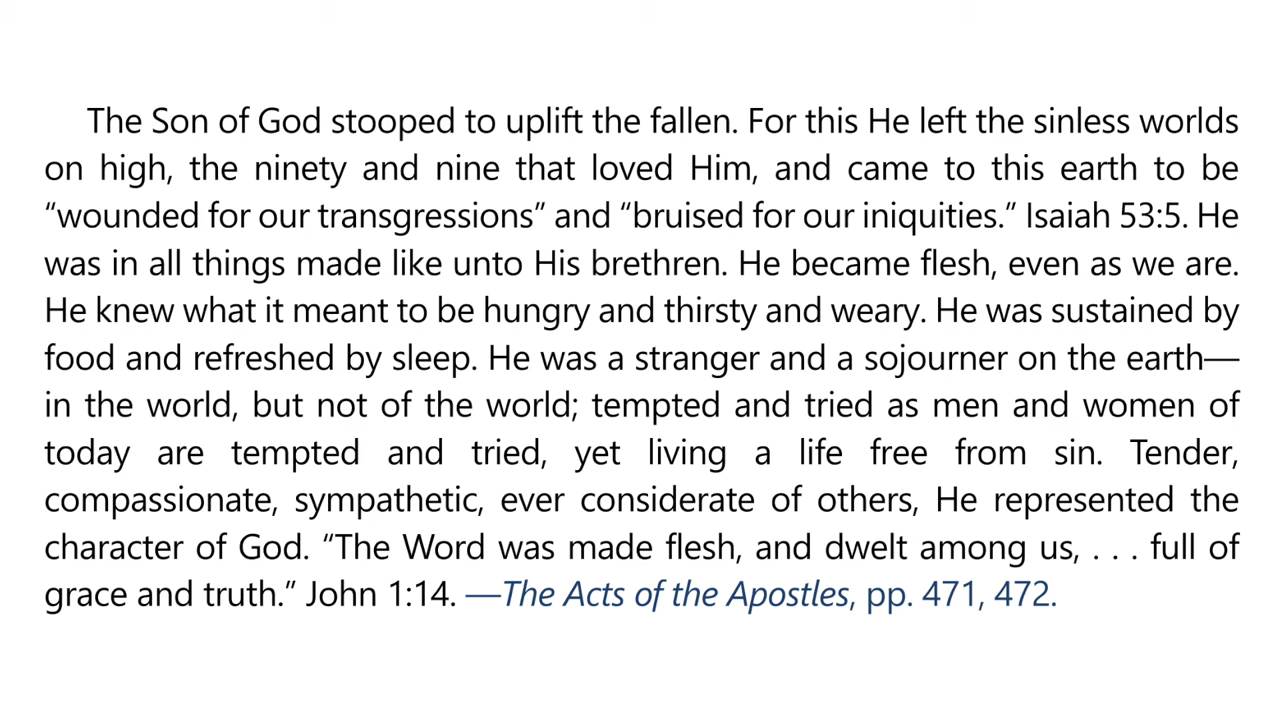 The Son of God stooped to uplift the fallen. For this He left the sinless worlds
on high, the ninety and nine that loved Him, and came to this earth to be
“wounded for our transgressions” and “bruised for our iniquities.” Isaiah 53:5. He
was in all things made like unto His brethren. He became flesh, even as we are.
He knew what it meant to be hungry and thirsty and weary. He was sustained by
food and refreshed by sleep. He was a stranger and a sojourner on the earth—
in the world, but not of the world; tempted and tried as men and women of
today are tempted and tried, yet living a life free from sin. Tender,
compassionate, sympathetic, ever considerate of others, He represented the
character of God. “The Word was made flesh, and dwelt among us, . . . full of
grace and truth.” John 1:14. —The Acts of the Apostles, pp. 471, 472.